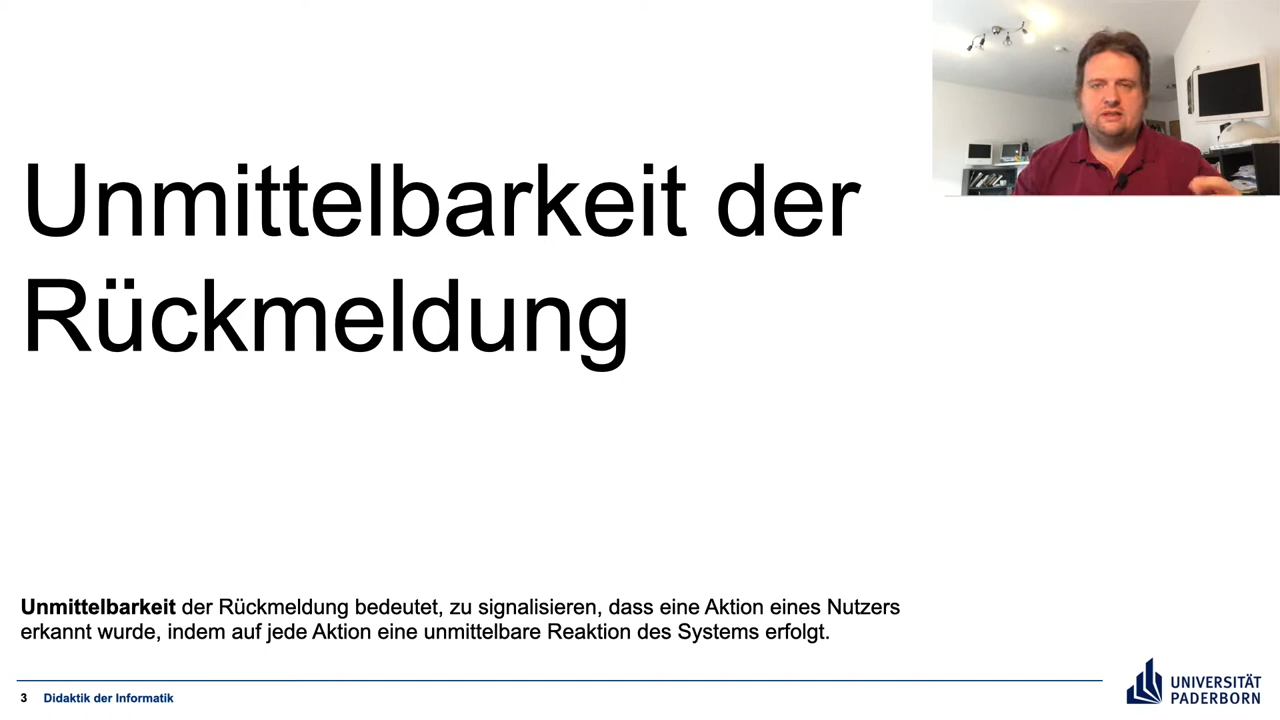 Unmittelbarkeit der
Rückmeldung
Unmittelbarkeit der Rückmeldung bedeutet, zu signalisieren, dass eine Aktion eines Nutzers
erkannt wurde, indem auf jede Aktion eine unmittelbare Reaktion des Systems erfolgt.
3 Didaktik der Informatik
UNIVERSITÄT
PADERBORN